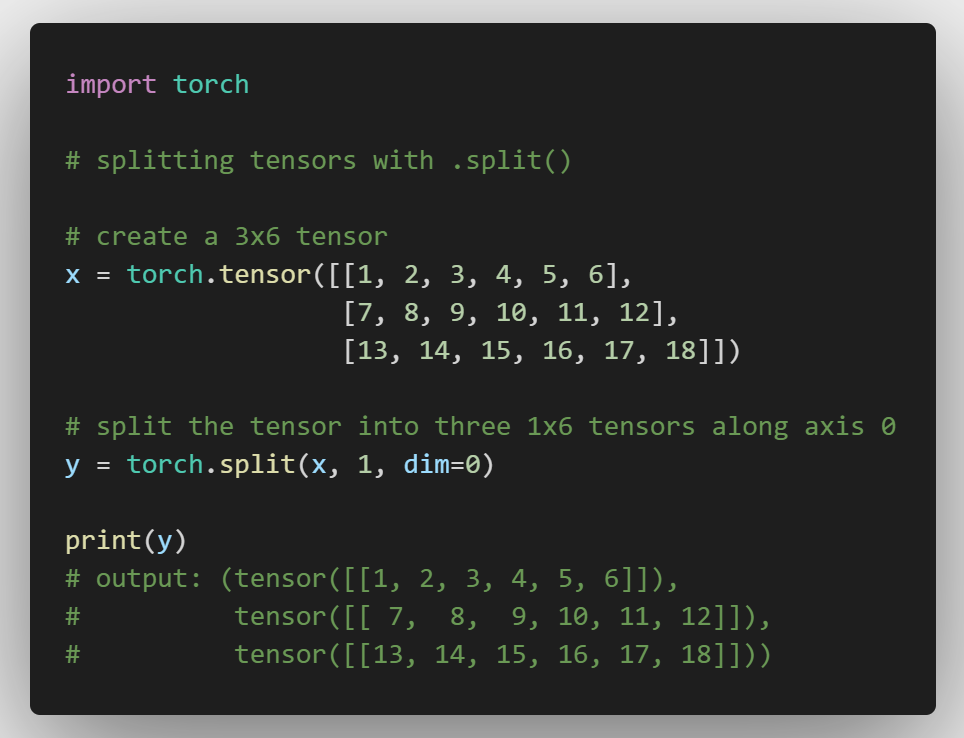 import torch

# splitting tensors with .split()

# create a 3x6 tensor
x = torch.tensor([[1, 2, 3, 4, 5, 6],
                  [7, 8, 9, 10, 11, 12],
                  [13, 14, 15, 16, 17, 18]])

# split the tensor into three 1x6 tensors along axis 0
y = torch.split(x, 1, dim=0)

print(y)
# output: (tensor([[1, 2, 3, 4, 5, 6]]),
#          tensor([[ 7,  8,  9, 10, 11, 12]]),
#          tensor([[13, 14, 15, 16, 17, 18]]))